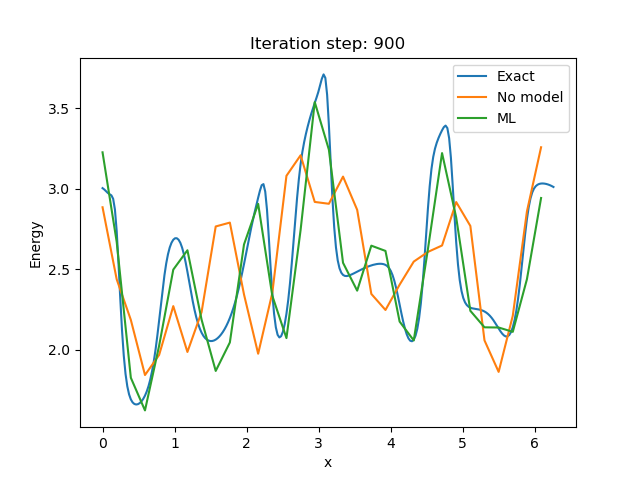 Iteration step: 900
Exact
No model
ML
Energy
3.5
3.0
2.5
2.0
0 1 2 3 4 5 6
x